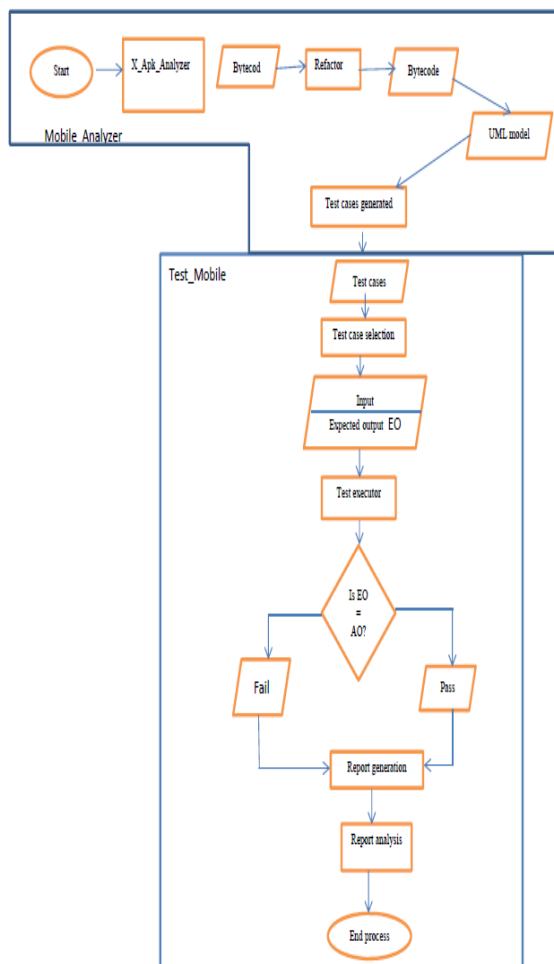 Start
X_Apk_Analyzer
Bytecod
Refactor
Bytecode
UML model
Mobile_Analyzer
Test cases generated
Test_Mobile
Test cases
Test case selection
Input
Expected output EO
Test executor
Is EO
=
AO?
Fail
Pass
Report generation
Report analysis
End process